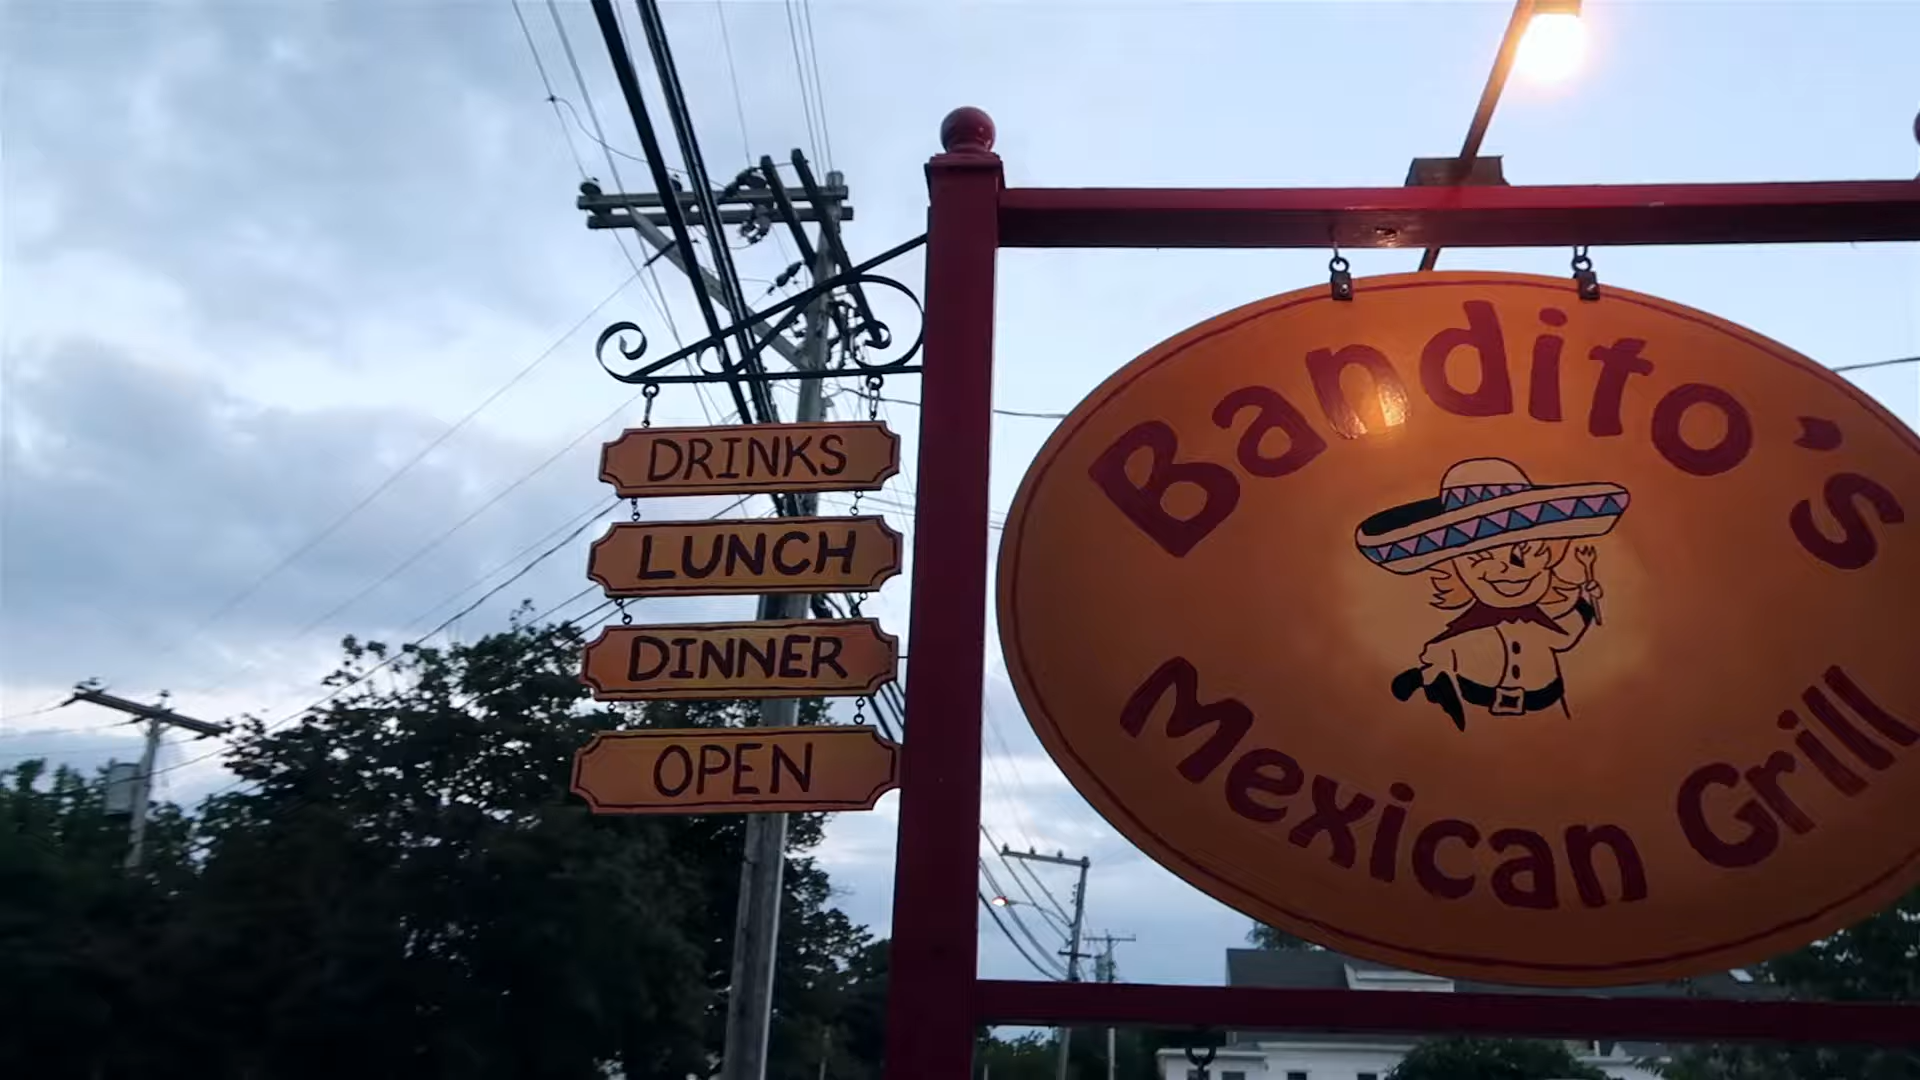 DRINKS
LUNCH
DINNER
OPEN
Bandito's
Mexican Grill